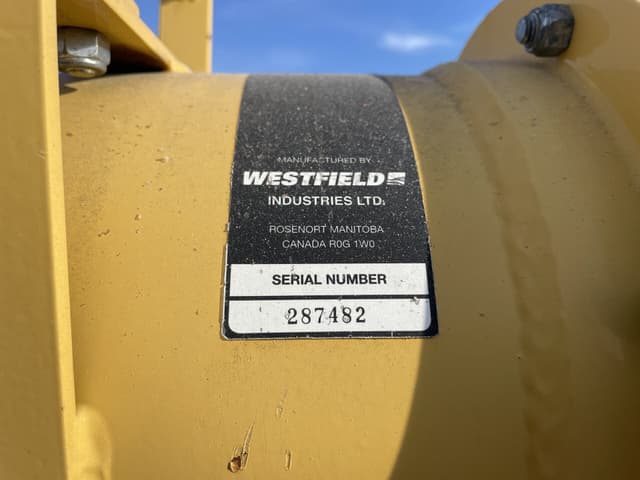 MANUFACTURED BY
WESTFIELD
INDUSTRIES LTD.
ROSENORT MANITOBA
CANADA R0G 1W0
SERIAL NUMBER
287482